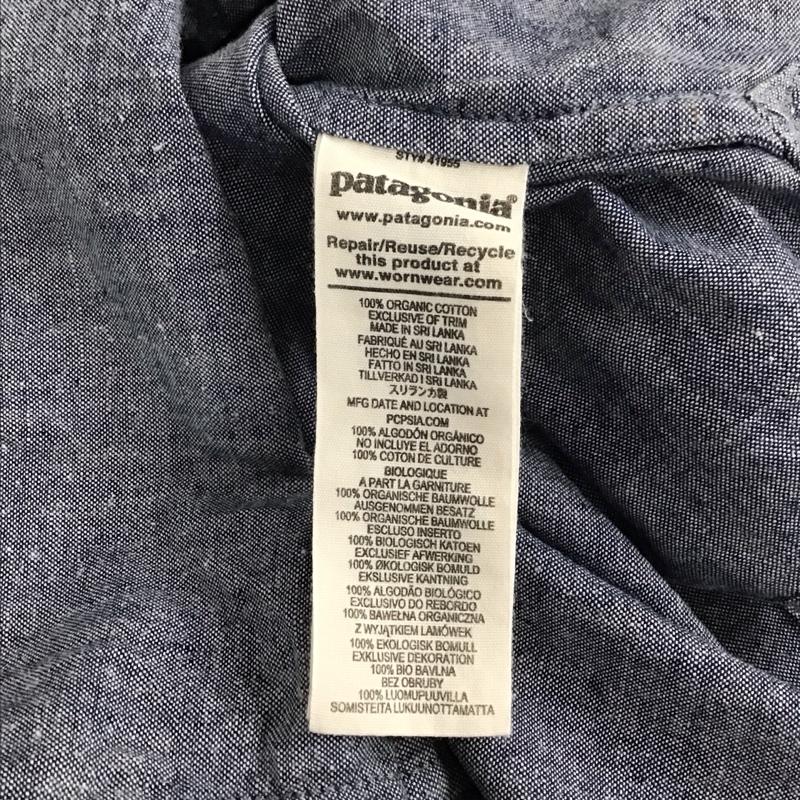 STY# 41955
patagonia®
www.patagonia.com
Repair/Reuse/Recycle
this product at
www.wornwear.com
100% ORGANIC COTTON
EXCLUSIVE OF TRIM
MADE IN SRI LANKA
FABRIQUÉ AU SRI LANKA
HECHO EN SRI LANKA
FATTO IN SRI LANKA
TILLVERKAD I SRI LANKA
スリランカ製
MFG DATE AND LOCATION AT
PCPSIA.COM
100% ALGODÓN ORGÁNICO
NO INCLUYE EL ADORNO
100% COTON DE CULTURE
BIOLOGIQUE
A PART LA GARNITURE
100% ORGANISCHE BAUMWOLLE
AUSGENOMMEN BESATZ
100% ORGANISCHE BAUMWOLLE
ESCLUSO INSERTO
100% BIOLOGISCH KATOEN
EXCLUSIEF AFWERKING
100% ØKOLOGISK BOMULD
EKSLUSIVE KANTNING
100% ALGODÃO BIOLÓGICO
EXCLUSIVO DO REBORDO
100% BAWEŁNA ORGANICZNA
Z WYJĄTKIEM LAMÓWEK
100% EKOLOGISK BOMULL
EXKLUSIVE DEKORATION
100% BIO BAVLNA
BEZ OBRUBY
100% LUOMUPUUVILLA
SOMISTEITA LUKUUNOTTAMATTA